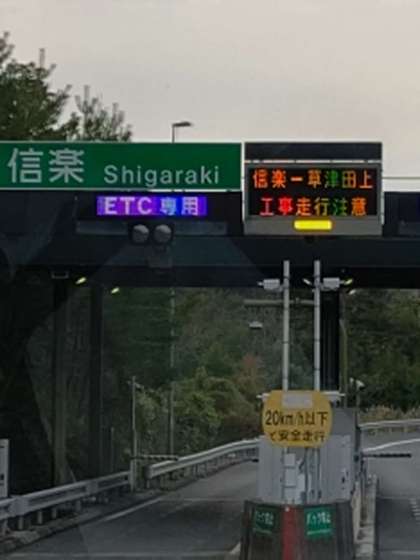 信楽 Shigaraki
ETC専用
信楽ー草津田上
工事走行注意
20km/h以下
で安全走行